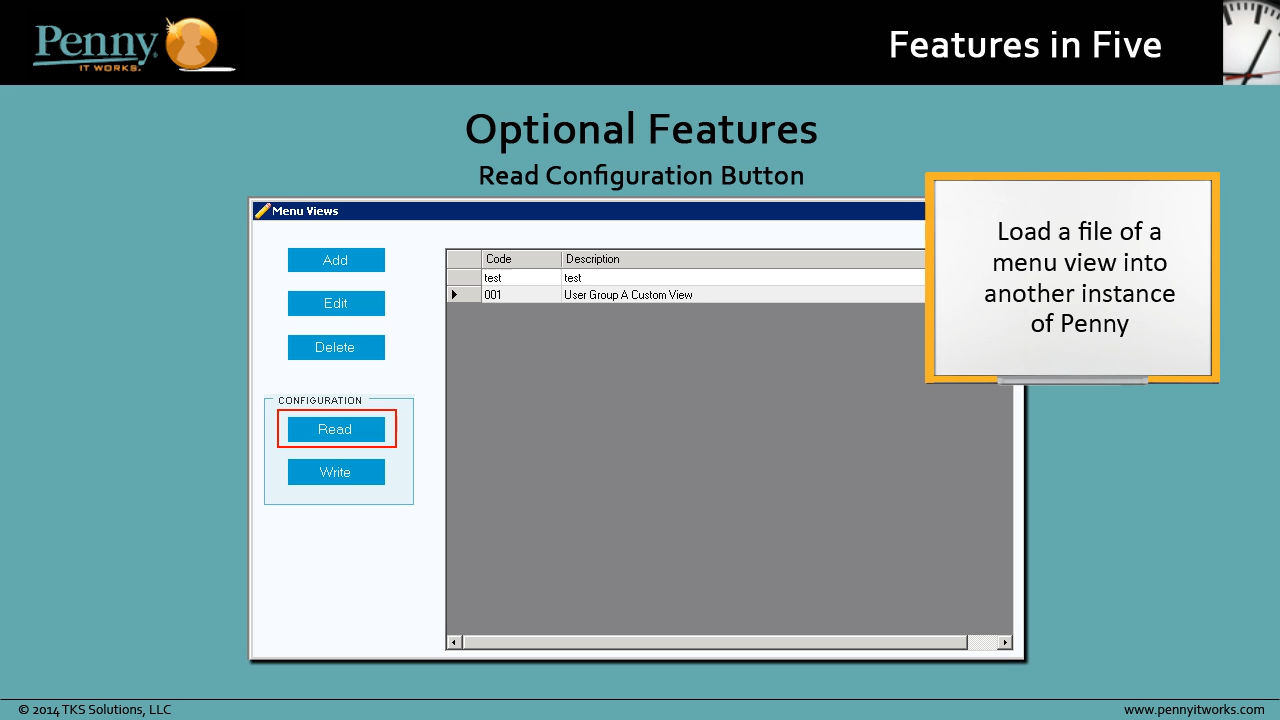 Penny®
IT WORKS.
Features in Five
Optional Features
Read Configuration Button
Menu Views
Add
Edit
Delete
CONFIGURATION
Read
Write
Code Description
test test
001 User Group A Custom View
Load a file of a
menu view into
another instance
of Penny
© 2014 TKS Solutions, LLC
www.pennyitworks.com